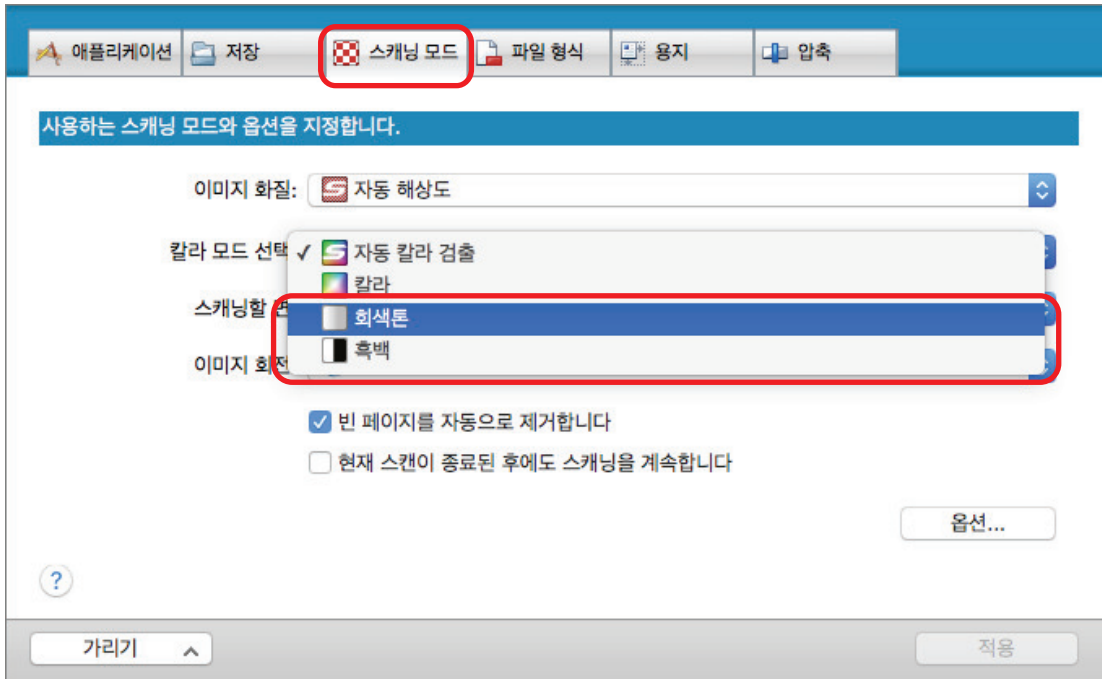 애플리케이션 저장 스캐닝 모드 파일 형식 용지 압축
사용하는 스캐닝 모드와 옵션을 지정합니다.
이미지 화질: 자동 해상도
칼라 모드 선택 ✓ 자동 칼라 검출
칼라
스캐닝할
회색톤
이미지 회전
흑백
빈 페이지를 자동으로 제거합니다
현재 스캔이 종료된 후에도 스캐닝을 계속합니다
옵션...
?
가리기 적용